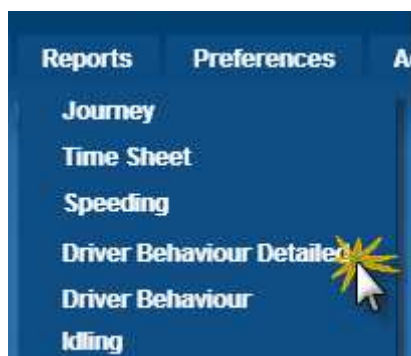 Reports Preferences A
Journey
Time Sheet
Speeding
Driver Behaviour Detailed
Driver Behaviour
Idling